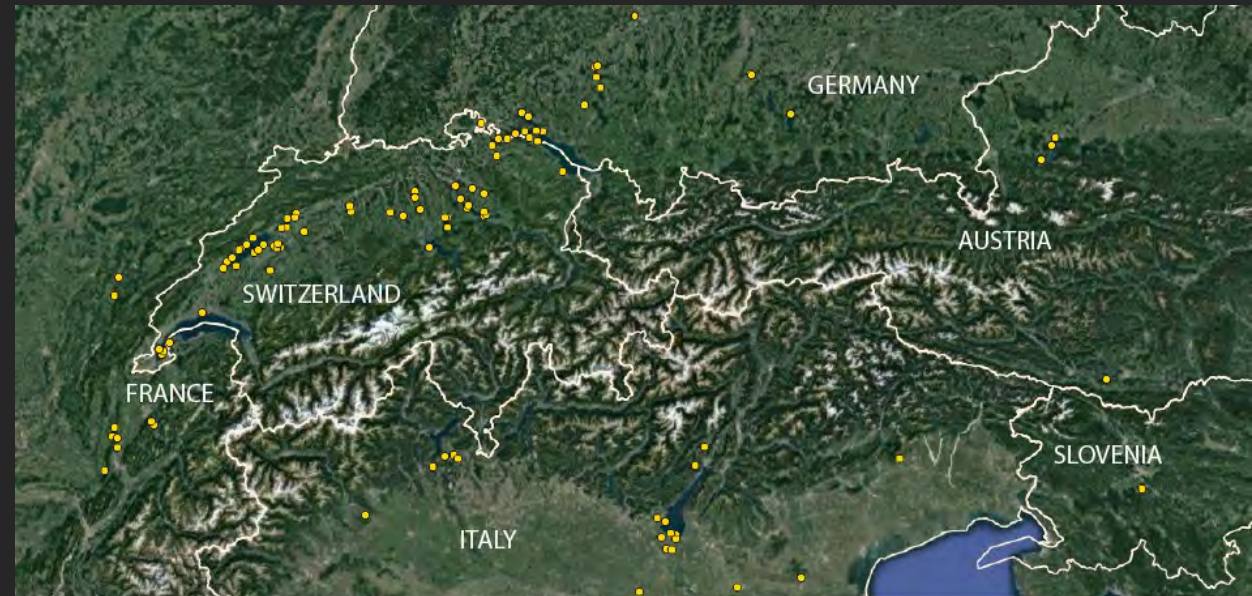 GERMANY
AUSTRIA
SWITZERLAND
FRANCE
SLOVENIA
ITALY